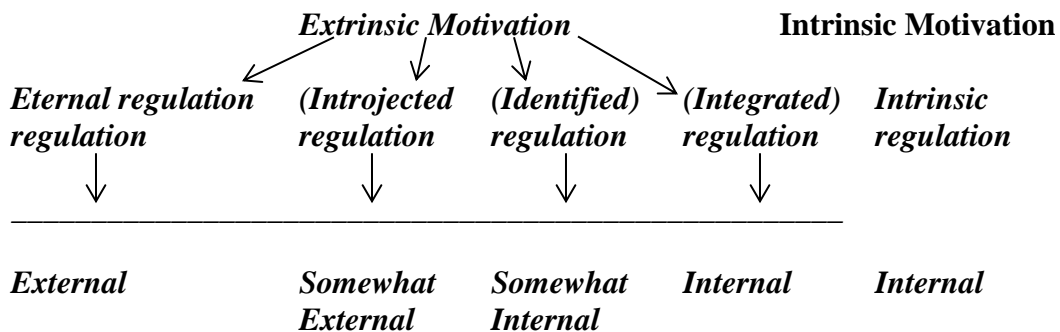 Extrinsic Motivation Intrinsic Motivation
Eternal regulation (Introjected (Identified) (Integrated) Intrinsic
regulation regulation regulation regulation regulation
External Somewhat Somewhat Internal Internal
External Internal